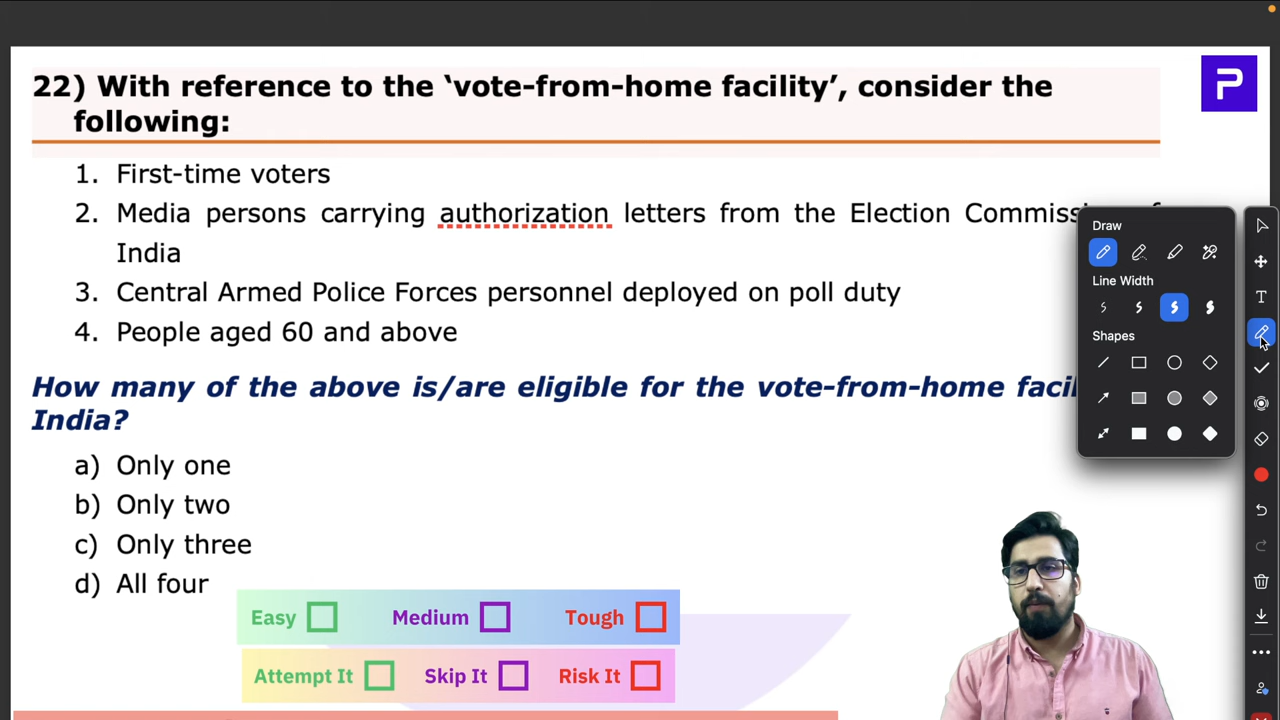 22) With reference to the ‘vote-from-home facility’, consider the
following:
P
1. First-time voters
2. Media persons carrying authorization letters from the Election
India
3. Central Armed Police Forces personnel deployed on poll duty
4. People aged 60 and above
How many of the above is/are eligible for the vote-from-home
India?
a) Only one
b) Only two
c) Only three
d) All four
Draw
Line Width
Shapes
T
Easy Medium Tough
Attempt It Skip It Risk It